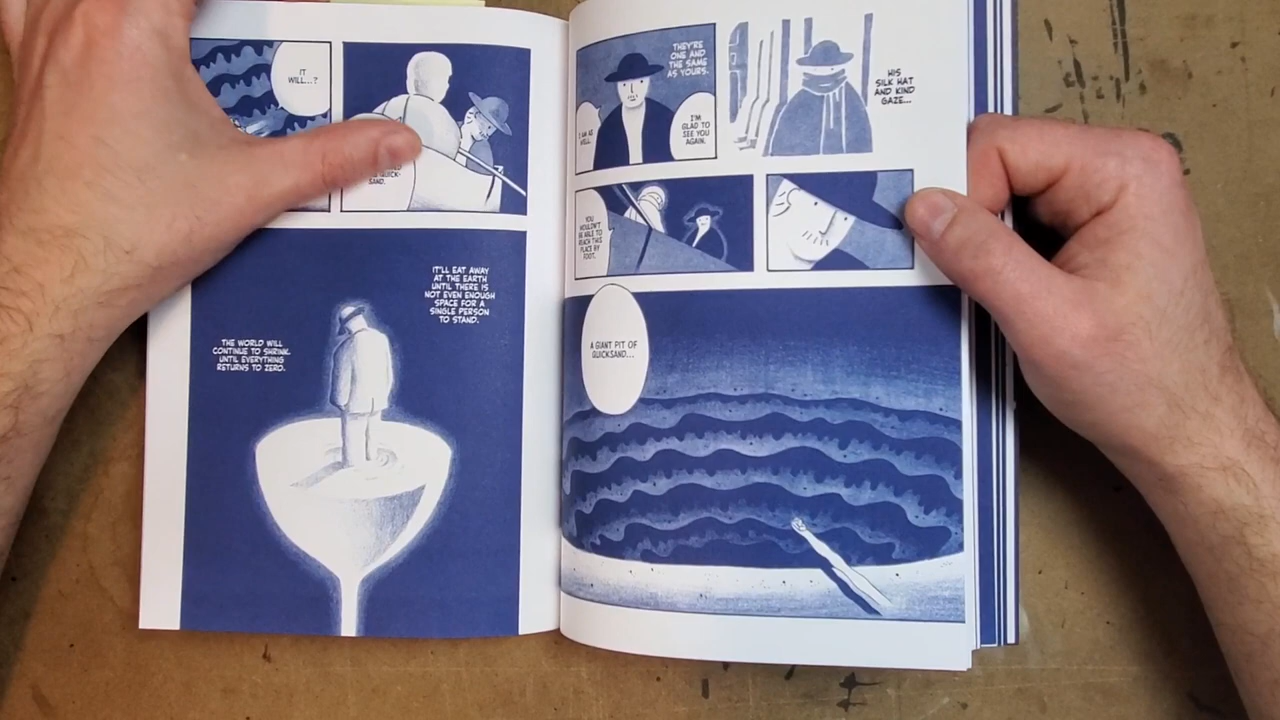 HIS
SILK HAT
AND KIND
GAZE...
THEY'RE
ONE AND
THE SAME
AS YOURS.
I'M
GLAD TO
SEE YOU
AGAIN.
I AM AS
WELL.
YOU
WOULDN'T
BE ABLE TO
REACH THIS
PLACE BY
FOOT.
A GIANT PIT OF
QUICKSAND...
QUICK-
SAND.
IT
WILL...?
IT'LL EAT AWAY
AT THE EARTH
UNTIL THERE IS
NOT EVEN ENOUGH
SPACE FOR A
SINGLE PERSON
TO STAND.
THE WORLD WILL
CONTINUE TO SHRINK
UNTIL EVERYTHING
RETURNS TO ZERO.